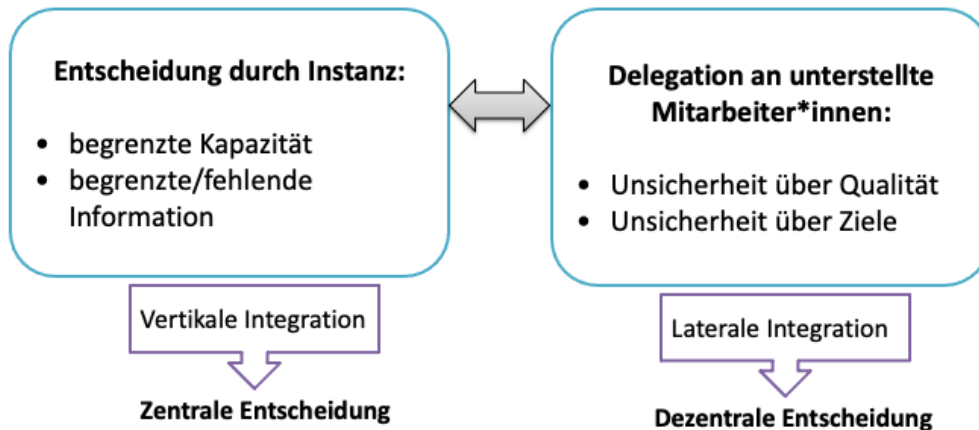 Entscheidung durch Instanz:
• begrenzte Kapazität
• begrenzte/fehlende
Information
Delegation an unterstellte
Mitarbeiter*innen:
• Unsicherheit über Qualität
• Unsicherheit über Ziele
Vertikale Integration
Laterale Integration
Zentrale Entscheidung
Dezentrale Entscheidung